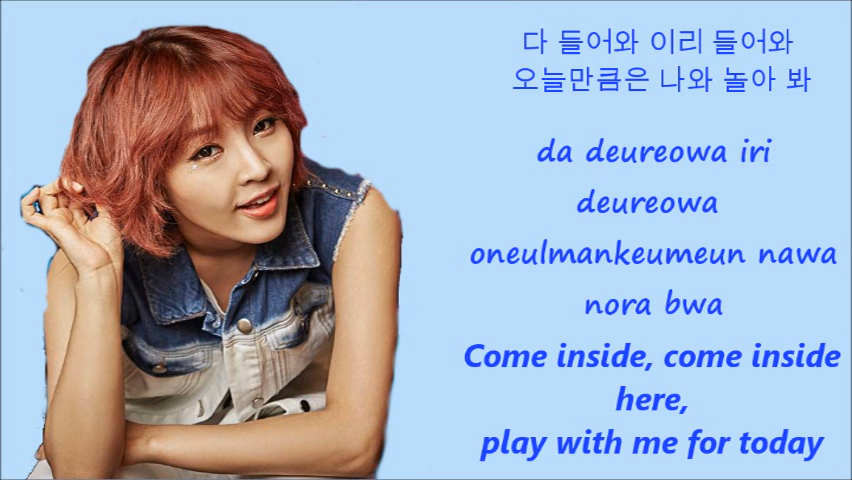 다 들어와 이리 들어와
오늘만큼은 나와 놀아 봐
da deureowa iri
deureowa
oneulmankeumeun nawa
nora bwa
Come inside, come inside
here,
play with me for today